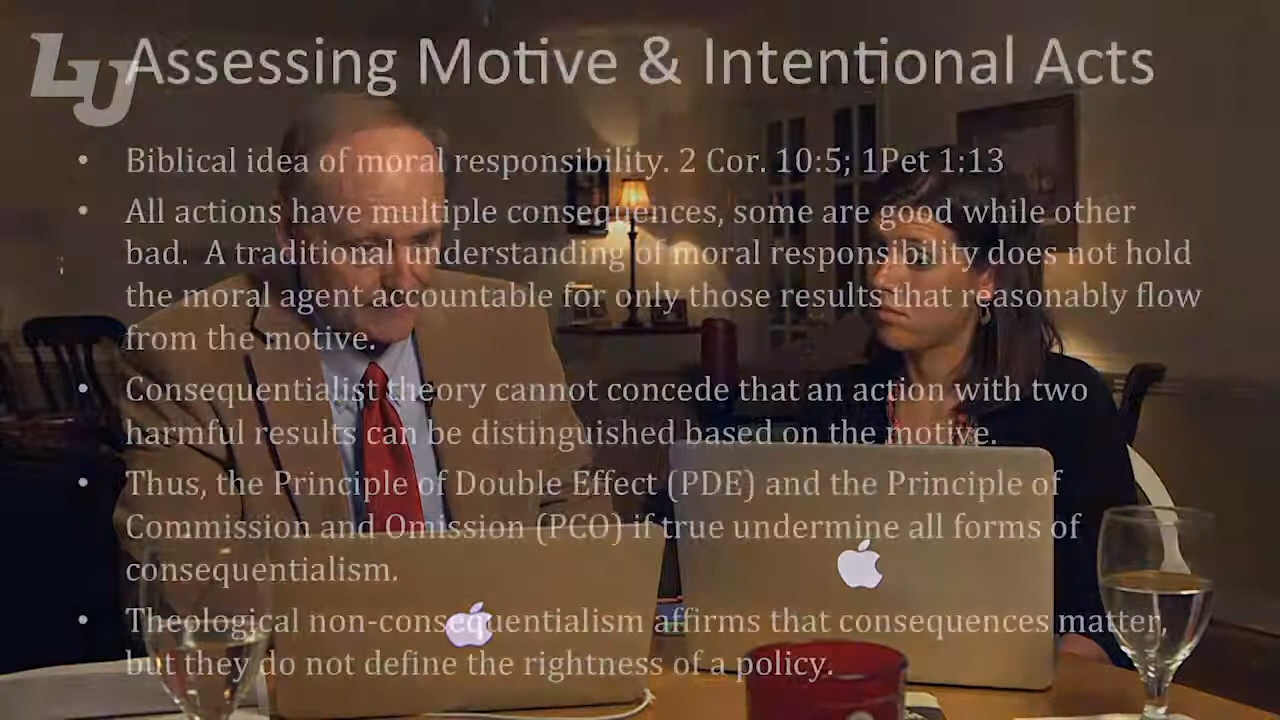 LU
Assessing Motive & Intentional Acts
• Biblical idea of moral responsibility. 2 Cor. 10:5; 1Pet 1:13
• All actions have multiple consequences, some are good while other
bad.  A traditional understanding of moral responsibility does not hold
the moral agent accountable for only those results that reasonably flow
from the motive.
• Consequentialist theory cannot concede that an action with two
harmful results can be distinguished based on the motive.
• Thus, the Principle of Double Effect (PDE) and the Principle of
Commission and Omission (PCO) if true undermine all forms of
consequentialism.
• Theological non-consequentialism affirms that consequences matter,
but they do not define the rightness of a policy.